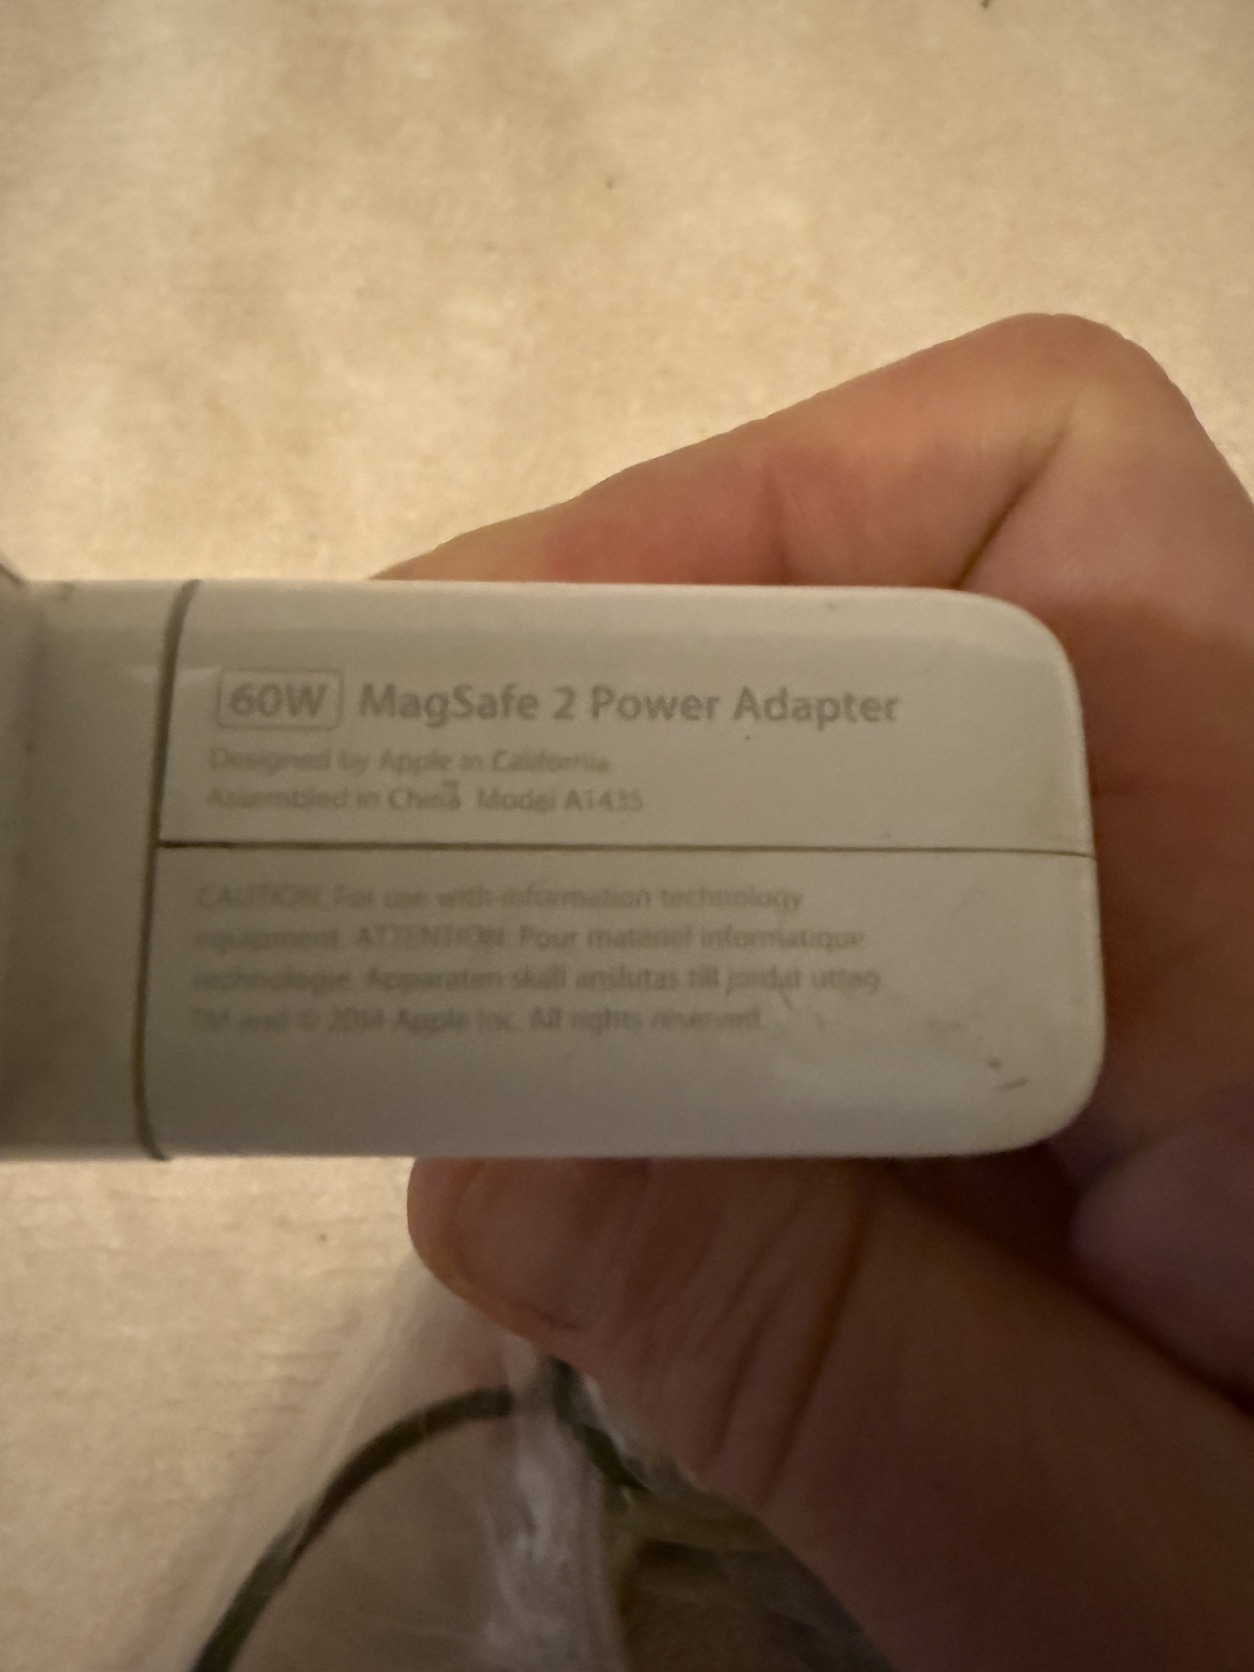 60W MagSafe 2 Power Adapter
Designed by Apple in California
Assembled in China Model A1435
CAUTION: For use with information technology
equipment. ATTENTION: Pour matériel informatique
technologie. Apparaten skall anslutas till jordat uttag
TM and © 2014 Apple Inc. All rights reserved.